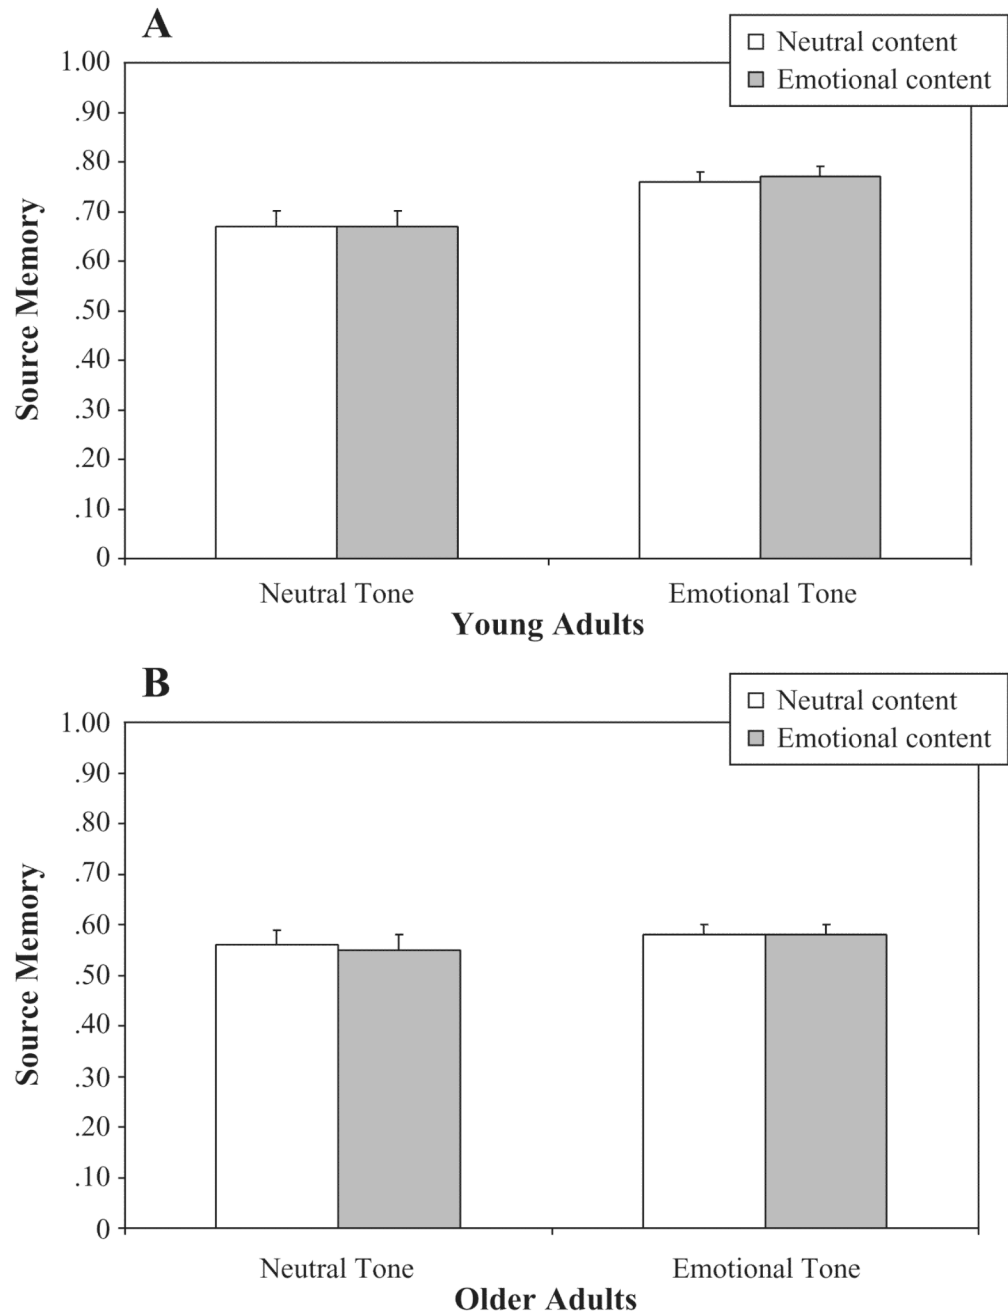 A
Neutral content
Emotional content
1.00
.90
.80
.70
.60
.50
.40
.30
.20
.10
0
Source Memory
Neutral Tone
Emotional Tone
Young Adults
B
Neutral content
Emotional content
1.00
.90
.80
.70
.60
.50
.40
.30
.20
.10
0
Source Memory
Neutral Tone
Emotional Tone
Older Adults